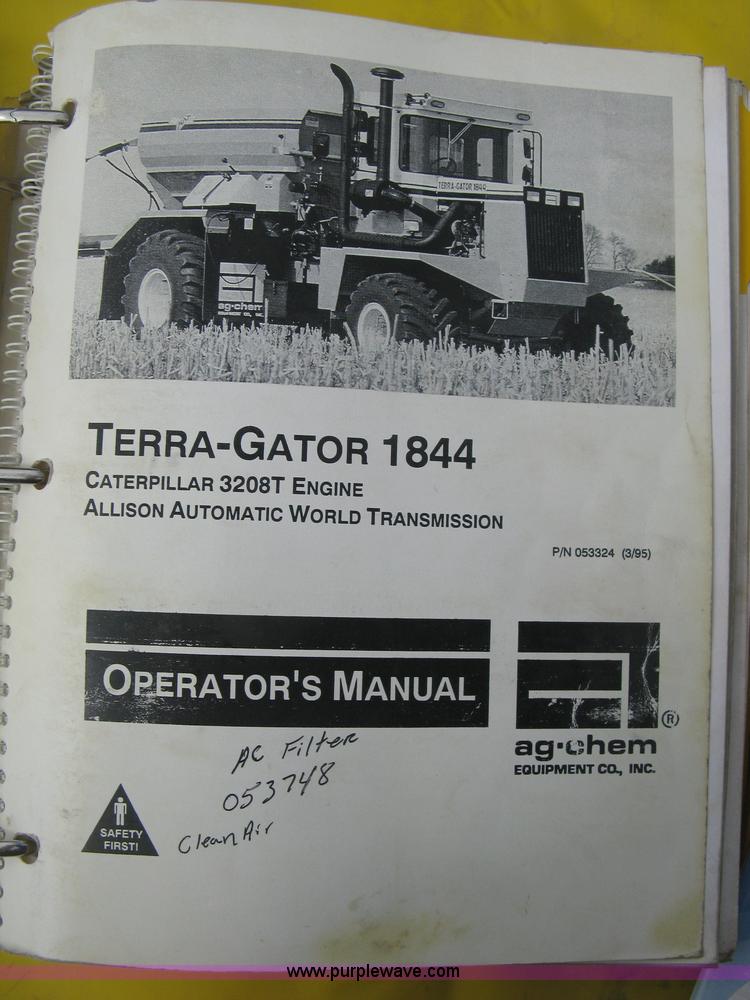 TERRA-GATOR 1844
ag-chem
EQUIPMENT CO., INC.
TERRA-GATOR 1844
CATERPILLAR 3208T ENGINE
ALLISON AUTOMATIC WORLD TRANSMISSION
P/N 053324 (3/95)
OPERATOR'S MANUAL
®
ag·chem
EQUIPMENT CO., INC.
AC Filter
053748
Clean Air
SAFETY
FIRST!
www.purplewave.com